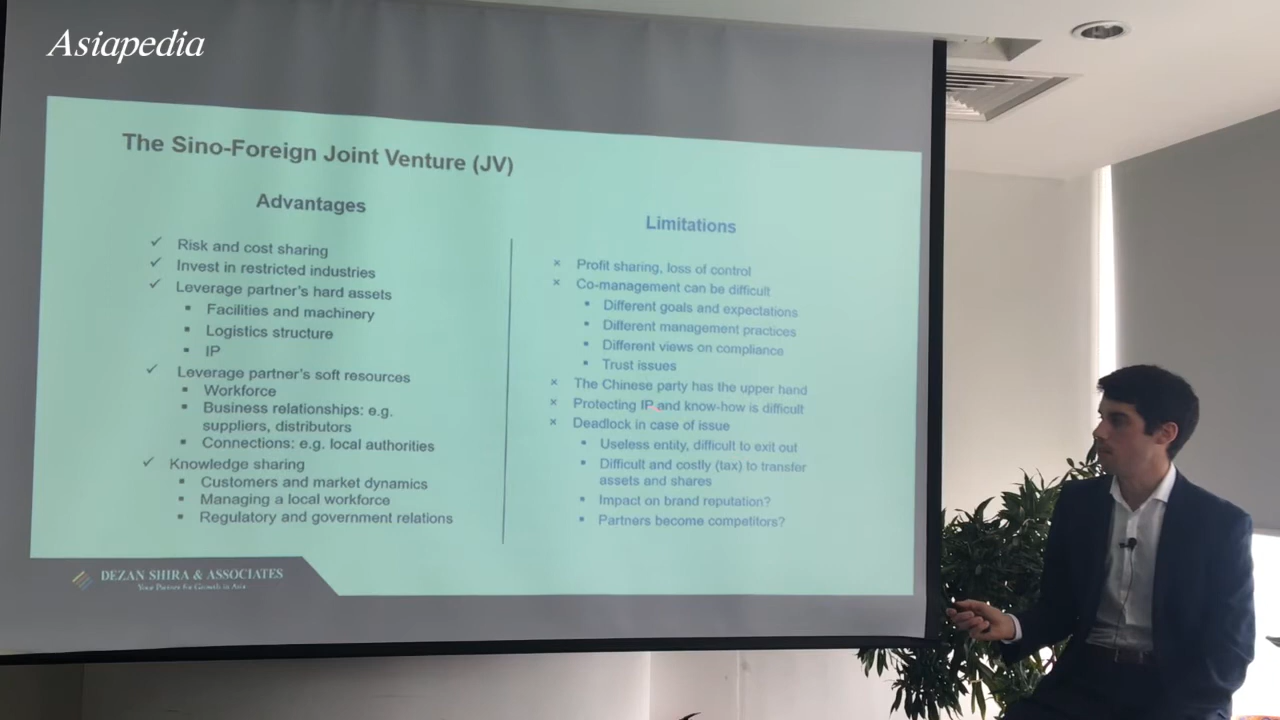 Asiapedia
The Sino-Foreign Joint Venture (JV)
Advantages
✓ Risk and cost sharing
✓ Invest in restricted industries
✓ Leverage partner's hard assets
▪ Facilities and machinery
▪ Logistics structure
▪ IP
✓ Leverage partner's soft resources
▪ Workforce
▪ Business relationships: e.g.
suppliers, distributors
▪ Connections: e.g. local authorities
✓ Knowledge sharing
▪ Customers and market dynamics
▪ Managing a local workforce
▪ Regulatory and government relations
Limitations
× Profit sharing, loss of control
× Co-management can be difficult
▪ Different goals and expectations
▪ Different management practices
▪ Different views on compliance
▪ Trust issues
× The Chinese party has the upper hand
× Protecting IP and know-how is difficult
× Deadlock in case of issue
▪ Useless entity, difficult to exit out
▪ Difficult and costly (tax) to transfer
assets and shares
▪ Impact on brand reputation?
▪ Partners become competitors?
DEZAN SHIRA & ASSOCIATES
Your Partner for Growth in Asia